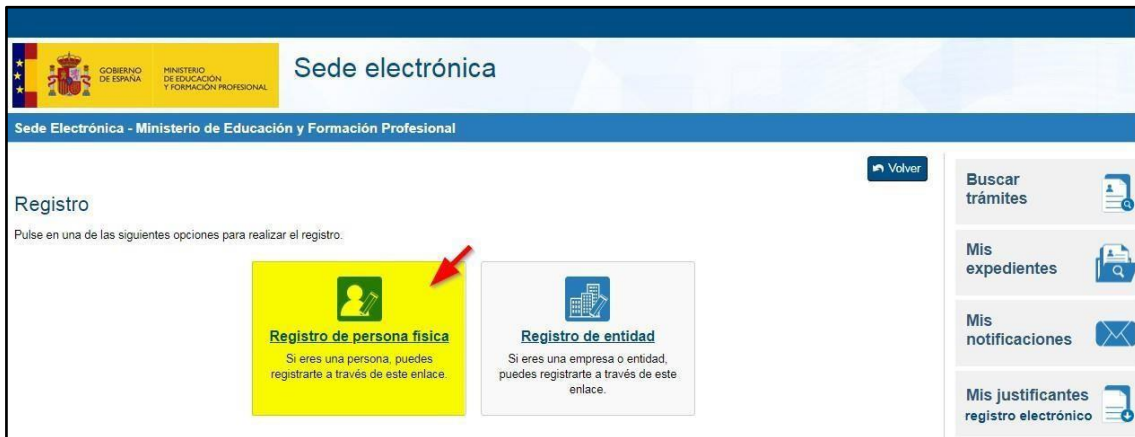 GOBIERNO
DE ESPAÑA
MINISTERIO
DE EDUCACIÓN
Y FORMACIÓN PROFESIONAL
Sede electrónica
Sede Electrónica - Ministerio de Educación y Formación Profesional
Volver
Registro
Pulse en una de las siguientes opciones para realizar el registro.
Registro de persona física
Si eres una persona, puedes
registrarte a través de este enlace.
Registro de entidad
Si eres una empresa o entidad,
puedes registrarte a través de este
enlace.
Buscar
trámites
Mis
expedientes
Mis
notificaciones
Mis justificantes
registro electrónico